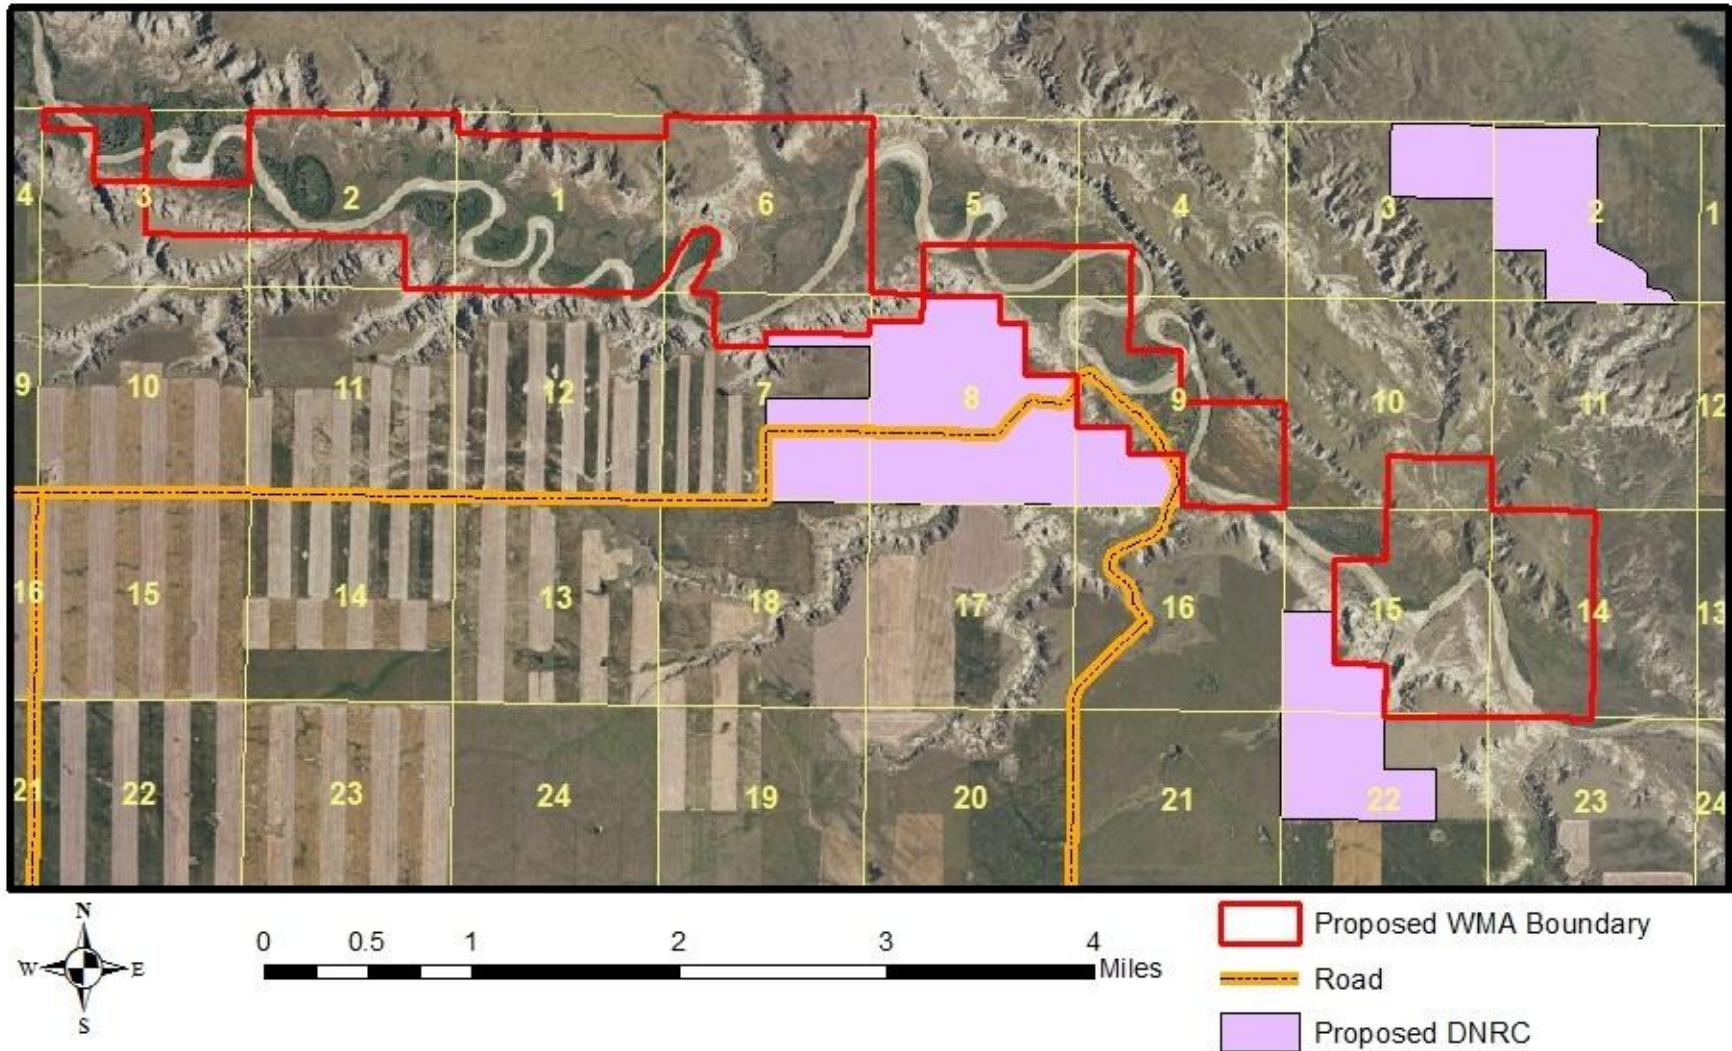 4 3 2 1 6 5 4 3 2 1
9 10 11 12 7 8 9 10 11 12
16 15 14 13 18 17 16 15 14 13
21 22 23 24 19 20 21 22 23 24
N
W E
S
0 0.5 1 2 3 4
Miles
Proposed WMA Boundary
Road
Proposed DNRC